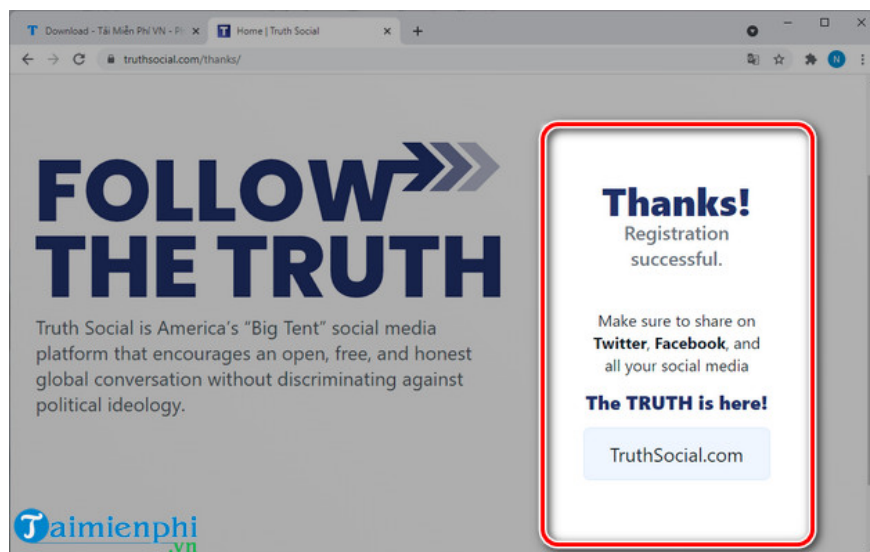 Download - Tải Miễn Phí VN - Ph
Home | Truth Social
truthsocial.com/thanks/
N
FOLLOW
THE TRUTH
Truth Social is America's "Big Tent" social media
platform that encourages an open, free, and honest
global conversation without discriminating against
political ideology.
Thanks!
Registration
successful.
Make sure to share on
Twitter, Facebook, and
all your social media
The TRUTH is here!
TruthSocial.com
Taimienphi
.vn